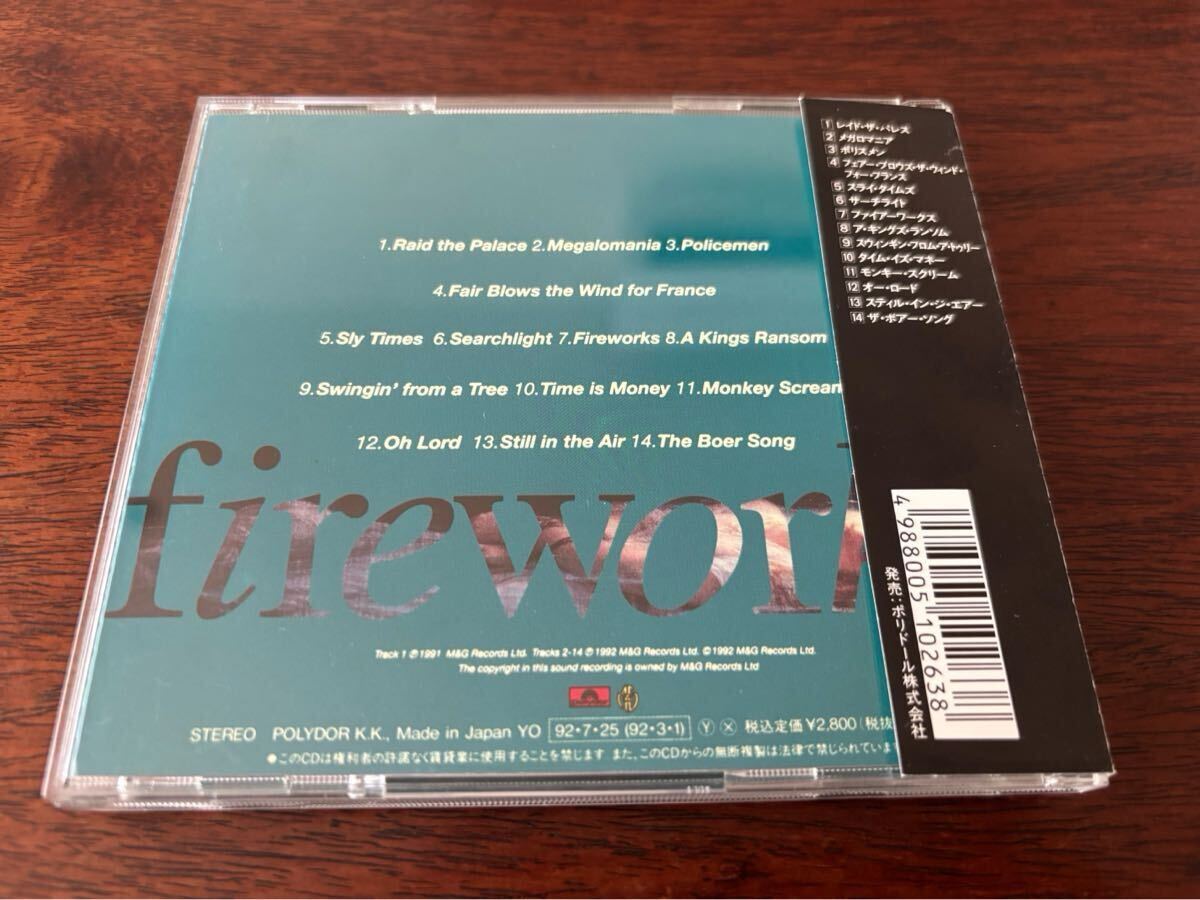 1.Raid the Palace 2.Megalomania 3.Policemen
4.Fair Blows the Wind for France
5.Sly Times 6.Searchlight 7.Fireworks 8.A Kings Ransom
9.Swingin' from a Tree 10.Time is Money 11.Monkey Scream
12.Oh Lord 13.Still in the Air 14.The Boer Song
firework
Track 1 ℗1991 M&G Records Ltd. Tracks 2-14 ℗1992 M&G Records Ltd. ©1992 M&G Records Ltd.
The copyright in this sound recording is owned by M&G Records Ltd
STEREO POLYDOR K.K., Made in Japan YO 92・7・25 (92・3・1) Y X 税込定価¥2,800(税抜
●このCDは権利者の許諾なく賃貸業に使用することを禁じます また、このCDからの無断複製は法律で禁じられています
1 レイド・ザ・パレス
2 メガロマニア
3 ポリスメン
4 フェアー・ブロウズ・ザ・ウィンド・
フォー・フランス
5 スライ・タイムズ
6 サーチライト
7 ファイアーワークス
8 ア・キングズ・ランソム
9 スウィンギン・フロム・ア・トゥリー
10 タイム・イズ・マネー
11 モンキー・スクリーム
12 オー・ロード
13 スティル・イン・ジ・エアー
14 ザ・ボアー・ソング
4 988005 102638
発売：ポリドール株式会社